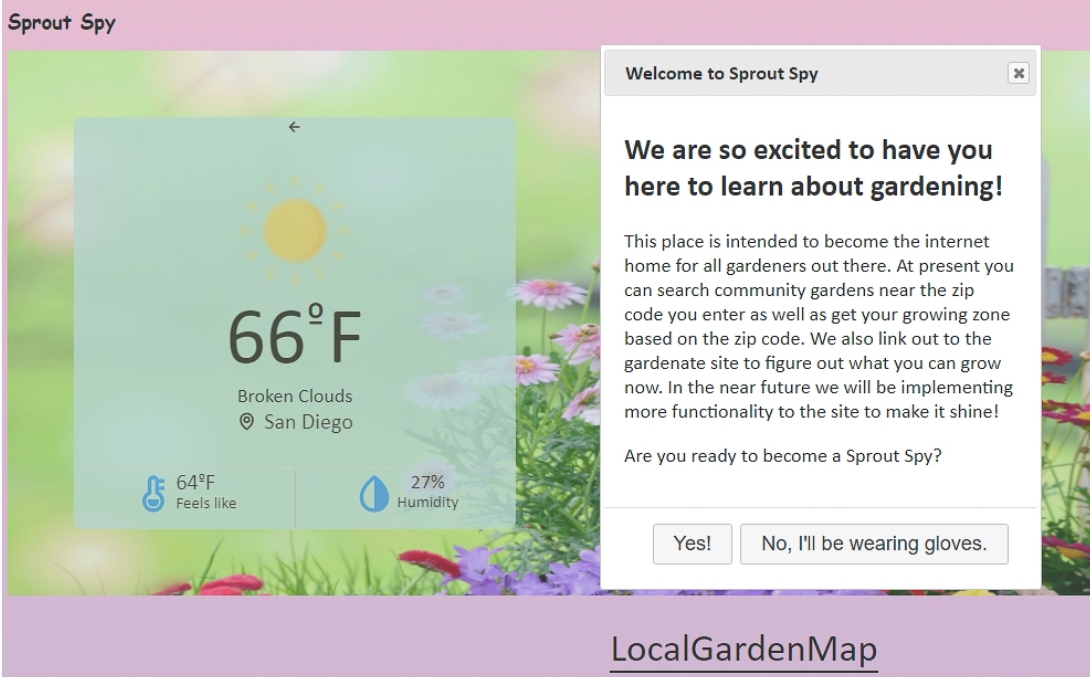 Sprout Spy
Welcome to Sprout Spy
We are so excited to have you
here to learn about gardening!
This place is intended to become the internet
home for all gardeners out there. At present you
can search community gardens near the zip
code you enter as well as get your growing zone
based on the zip code. We also link out to the
gardenate site to figure out what you can grow
now. In the near future we will be implementing
more functionality to the site to make it shine!
Are you ready to become a Sprout Spy?
Yes!
No, I'll be wearing gloves.
66ºF
Broken Clouds
San Diego
64ºF
Feels like
27%
Humidity
LocalGardenMap